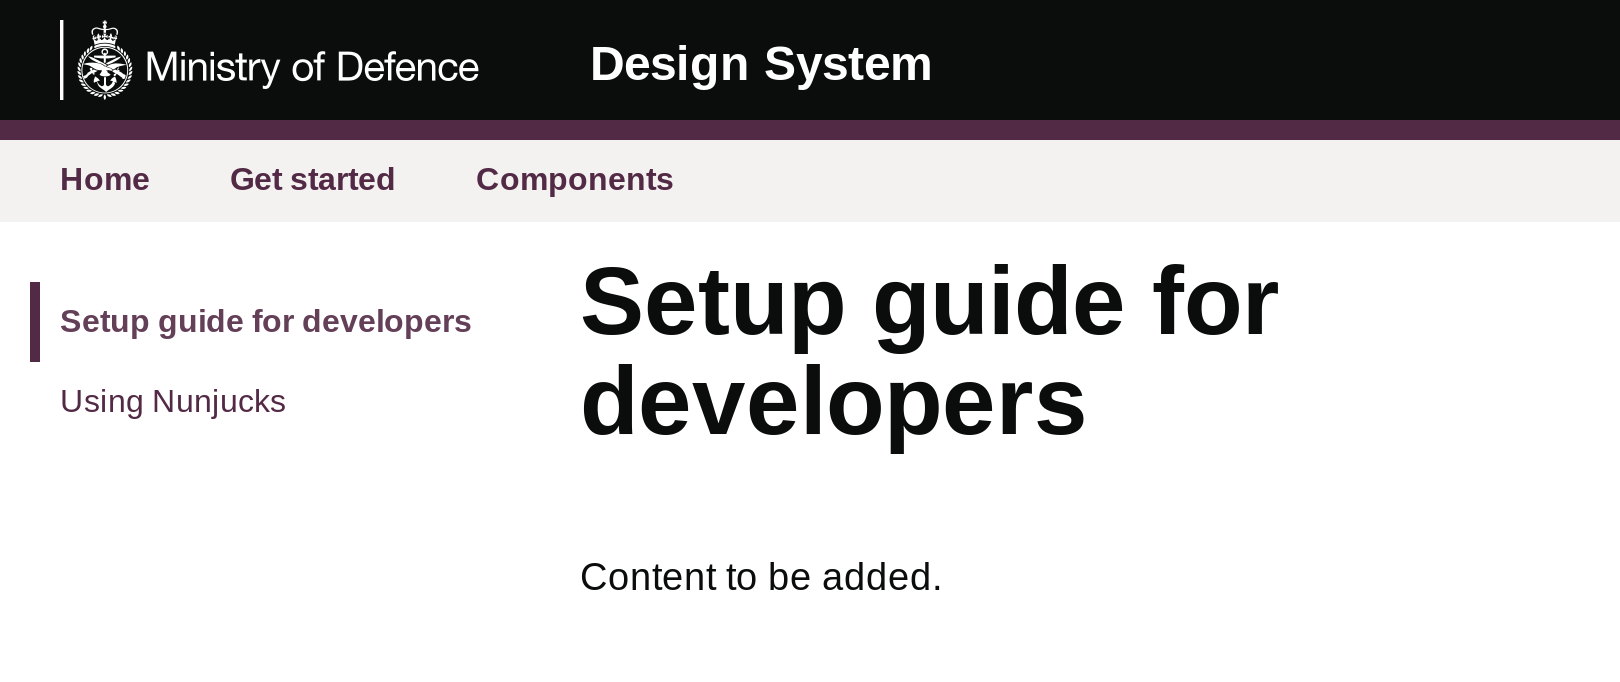 Ministry of Defence
Design System
Home
Get started
Components
Setup guide for developers
Using Nunjucks
Setup guide for
developers
Content to be added.